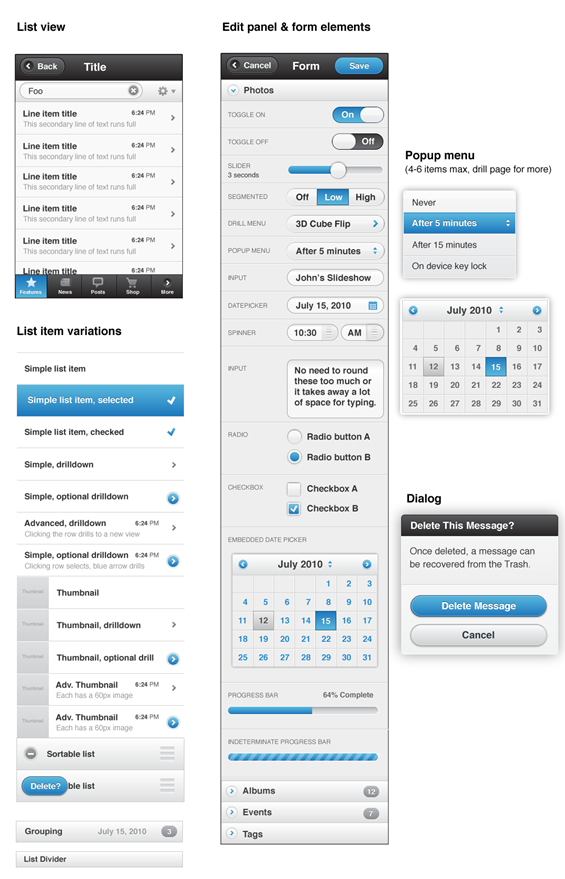 List view
Back
Title
Foo
Line item title 6:24 PM
This secondary line of text runs full
Line item title 6:24 PM
This secondary line of text runs full
Line item title 6:24 PM
This secondary line of text runs full
Line item title 6:24 PM
This secondary line of text runs full
Line item title 6:24 PM
This secondary line of text runs full
Line item title 6:24 PM
Features News Posts Shop More
List item variations
Simple list item
Simple list item, selected
Simple list item, checked
Simple, drilldown
Simple, optional drilldown
Advanced, drilldown 6:24 PM
Clicking the row drills to a new view
Simple, optional drilldown 6:24 PM
Clicking row selects, blue arrow drills
Thumbnail Thumbnail
Thumbnail Thumbnail, drilldown
Thumbnail Thumbnail, optional drill
Thumbnail Adv. Thumbnail 6:24 PM
Each has a 60px image
Thumbnail Adv. Thumbnail 6:24 PM
Each has a 60px image
Sortable list
Delete? ble list
Grouping July 15, 2010 3
List Divider
Edit panel & form elements
Cancel Form Save
Photos
TOGGLE ON On
TOGGLE OFF Off
SLIDER
3 seconds
SEGMENTED Off Low High
DRILL MENU 3D Cube Flip
POPUP MENU After 5 minutes
INPUT John's Slideshow
DATEPICKER July 15, 2010
SPINNER 10:30 AM
INPUT No need to round
these too much or
it takes away a lot
of space for typing.
RADIO Radio button A
Radio button B
CHECKBOX Checkbox A
Checkbox B
EMBEDDED DATE PICKER
July 2010
1 2 3
4 5 6 7 8 9 10
11 12 13 14 15 16 17
18 19 20 21 22 23 24
25 26 27 28 29 30 31
PROGRESS BAR 64% Complete
INDETERMINATE PROGRESS BAR
Albums 12
Events 7
Tags
Popup menu
(4-6 items max, drill page for more)
Never
After 5 minutes
After 15 minutes
On device key lock
July 2010
1 2 3
4 5 6 7 8 9 10
11 12 13 14 15 16 17
18 19 20 21 22 23 24
25 26 27 28 29 30 31
Dialog
Delete This Message?
Once deleted, a message can
be recovered from the Trash.
Delete Message
Cancel